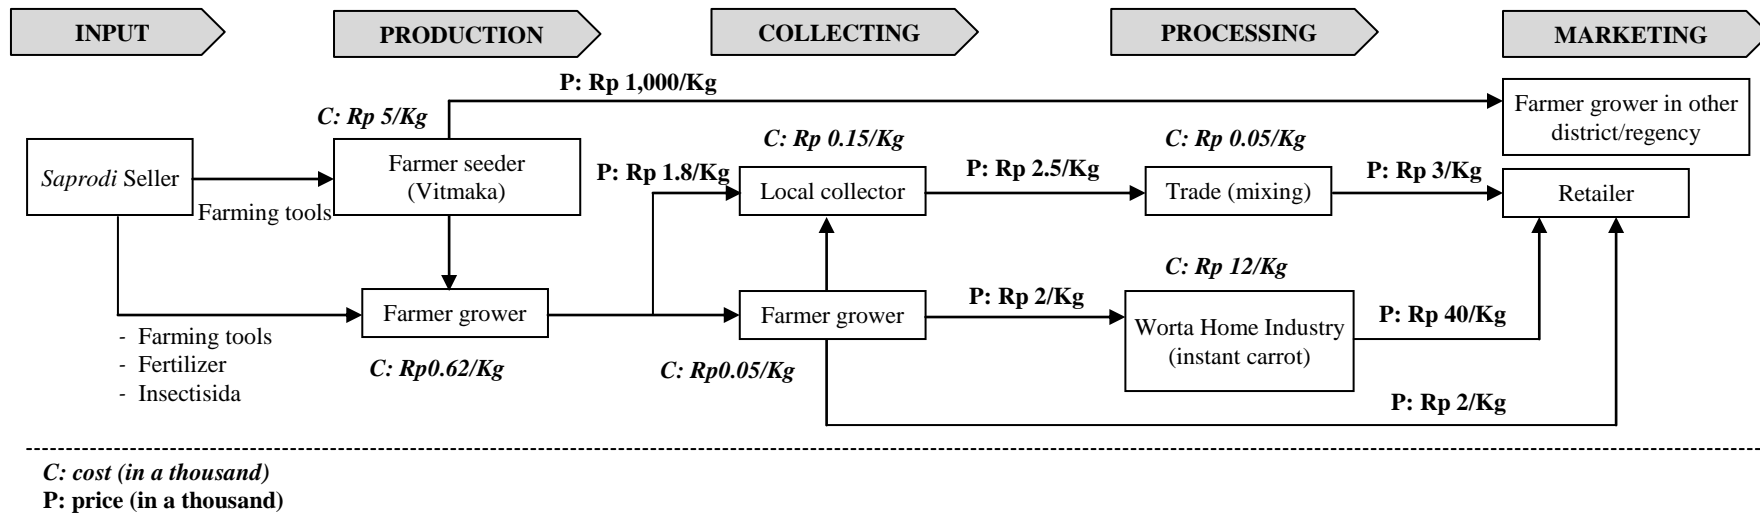 INPUT
PRODUCTION
COLLECTING
PROCESSING
MARKETING
P: Rp 1,000/Kg
C: Rp 5/Kg
Farmer grower in other
district/regency
C: Rp 0.15/Kg
C: Rp 0.05/Kg
Saprodi Seller
Farmer seeder
(Vitmaka)
P: Rp 1.8/Kg
Local collector
P: Rp 2.5/Kg
Trade (mixing)
P: Rp 3/Kg
Retailer
Farming tools
C: Rp 12/Kg
Farmer grower
Farmer grower
P: Rp 2/Kg
Worta Home Industry
(instant carrot)
P: Rp 40/Kg
- Farming tools
- Fertilizer
- Insectisida
C: Rp0.62/Kg
C: Rp0.05/Kg
P: Rp 2/Kg
C: cost (in a thousand)
P: price (in a thousand)